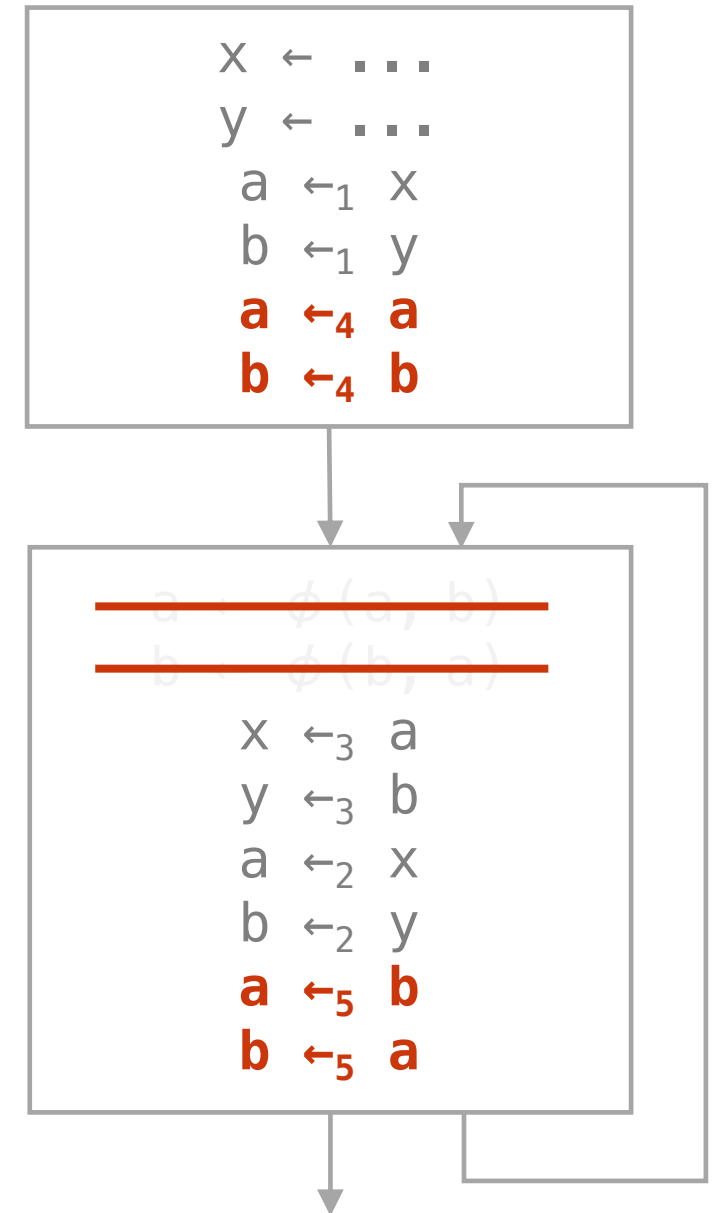 x ← ...
y ← ...
a ←₁ x
b ←₁ y
a ←₄ a
b ←₄ b
a ← ϕ(a, b)
b ← ϕ(b, a)
x ←₃ a
y ←₃ b
a ←₂ x
b ←₂ y
a ←₅ b
b ←₅ a